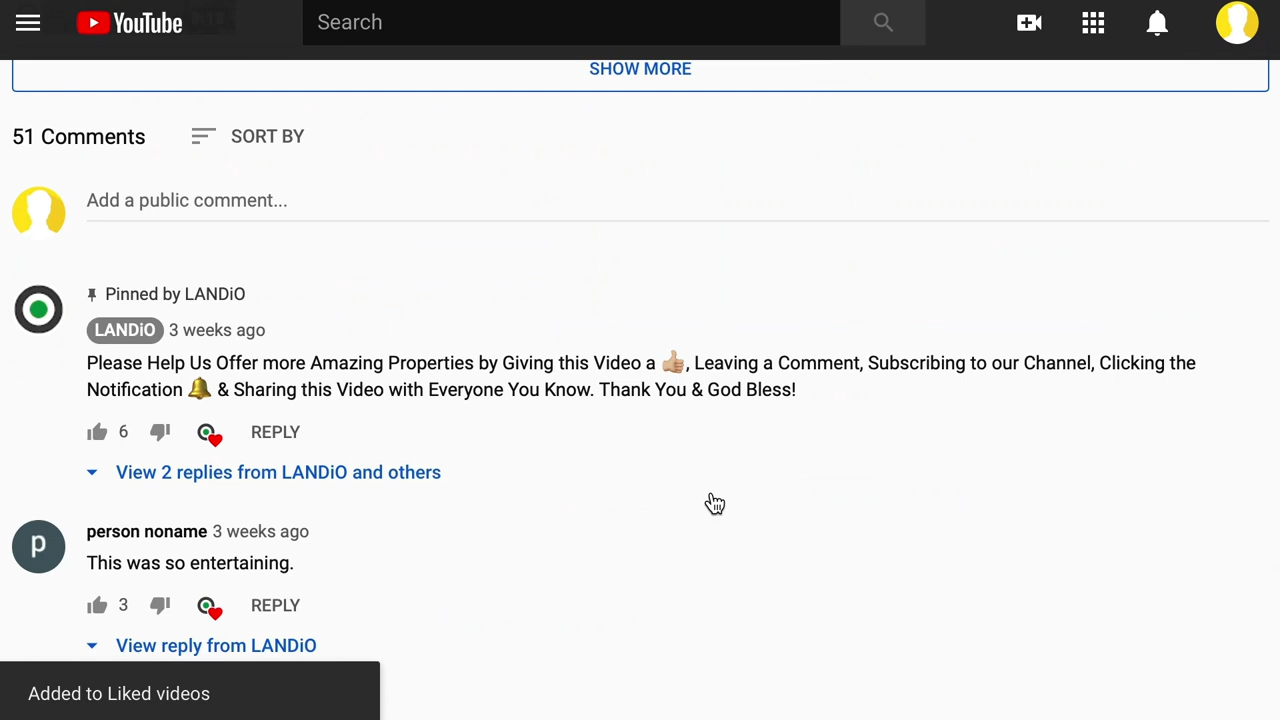 YouTube
Search
SHOW MORE
51 Comments
SORT BY
Add a public comment...
Pinned by LANDiO
LANDiO 3 weeks ago
Please Help Us Offer more Amazing Properties by Giving this Video a 👍🏼, Leaving a Comment, Subscribing to our Channel, Clicking the
Notification 🔔 & Sharing this Video with Everyone You Know. Thank You & God Bless!
6 REPLY
View 2 replies from LANDiO and others
p
person noname 3 weeks ago
This was so entertaining.
3 REPLY
View reply from LANDiO
Added to Liked videos